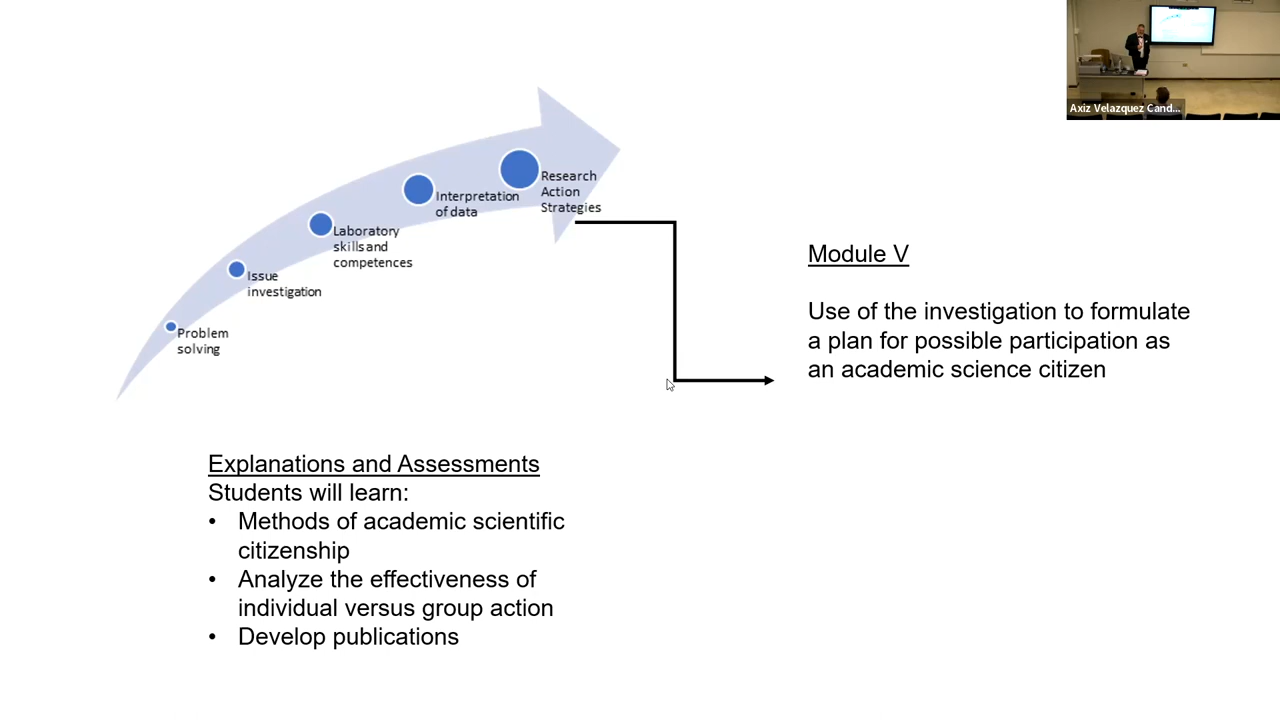 Axiz Velazquez Cand...
Research
Action
Strategies
Interpretation
of data
Laboratory
skills and
competences
Issue
investigation
Problem
solving
Module V
Use of the investigation to formulate
a plan for possible participation as
an academic science citizen
Explanations and Assessments
Students will learn:
• Methods of academic scientific
citizenship
• Analyze the effectiveness of
individual versus group action
• Develop publications